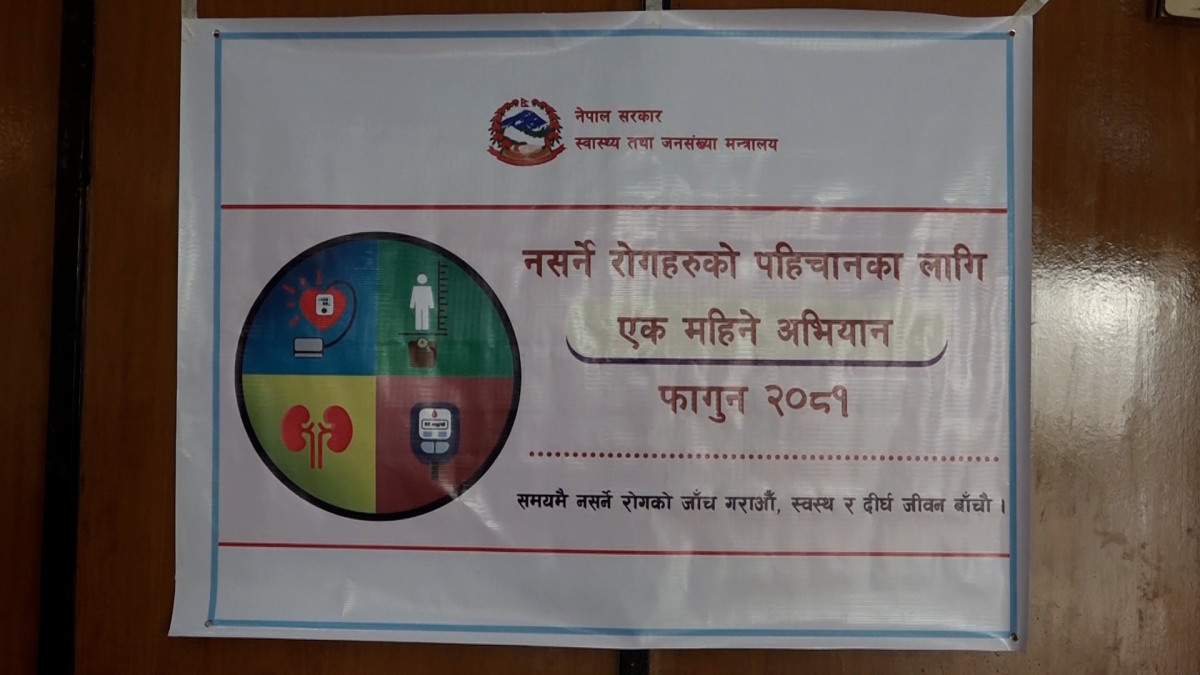 नेपाल सरकार
स्वास्थ्य तथा जनसंख्या मन्त्रालय
नसर्ने रोगहरुको पहिचानका लागि
एक महिने अभियान
फागुन २०८१
समयमै नसर्ने रोगको जाँच गराऔँ, स्वस्थ र दीर्घ जीवन बाँचौ ।